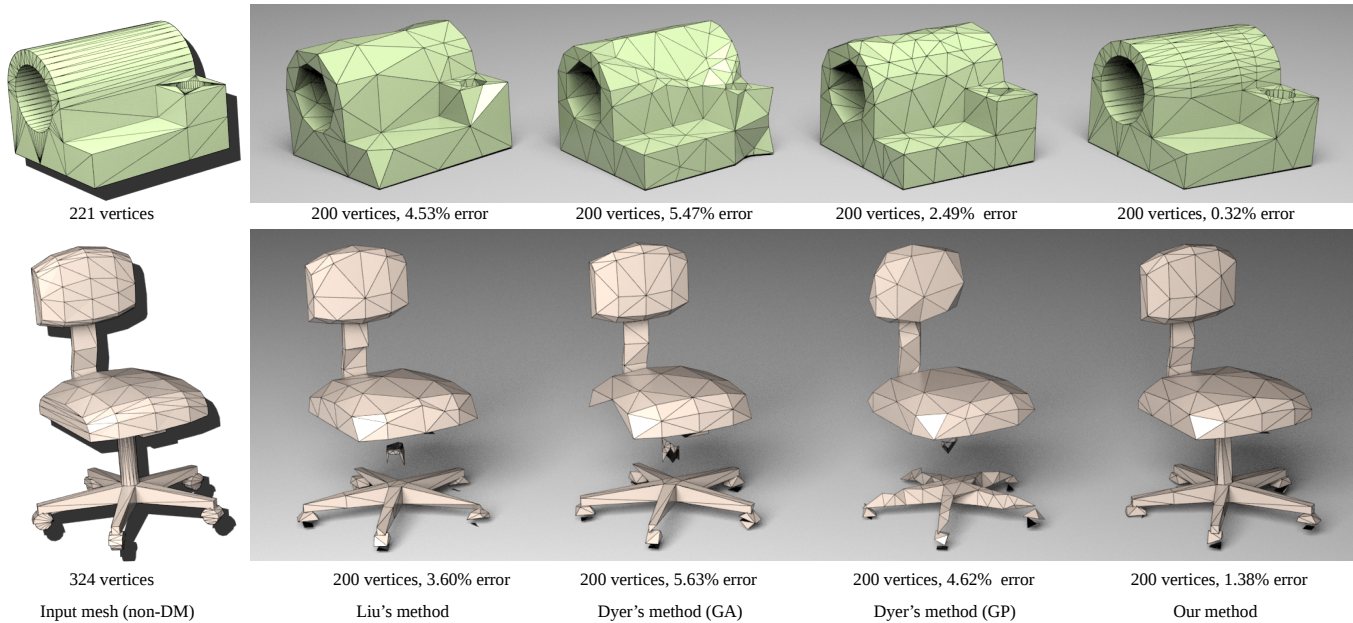 221 vertices
200 vertices, 4.53% error
200 vertices, 5.47% error
200 vertices, 2.49%  error
200 vertices, 0.32% error
324 vertices
200 vertices, 3.60% error
200 vertices, 5.63% error
200 vertices, 4.62%  error
200 vertices, 1.38% error
Input mesh (non-DM)
Liu’s method
Dyer’s method (GA)
Dyer’s method (GP)
Our method